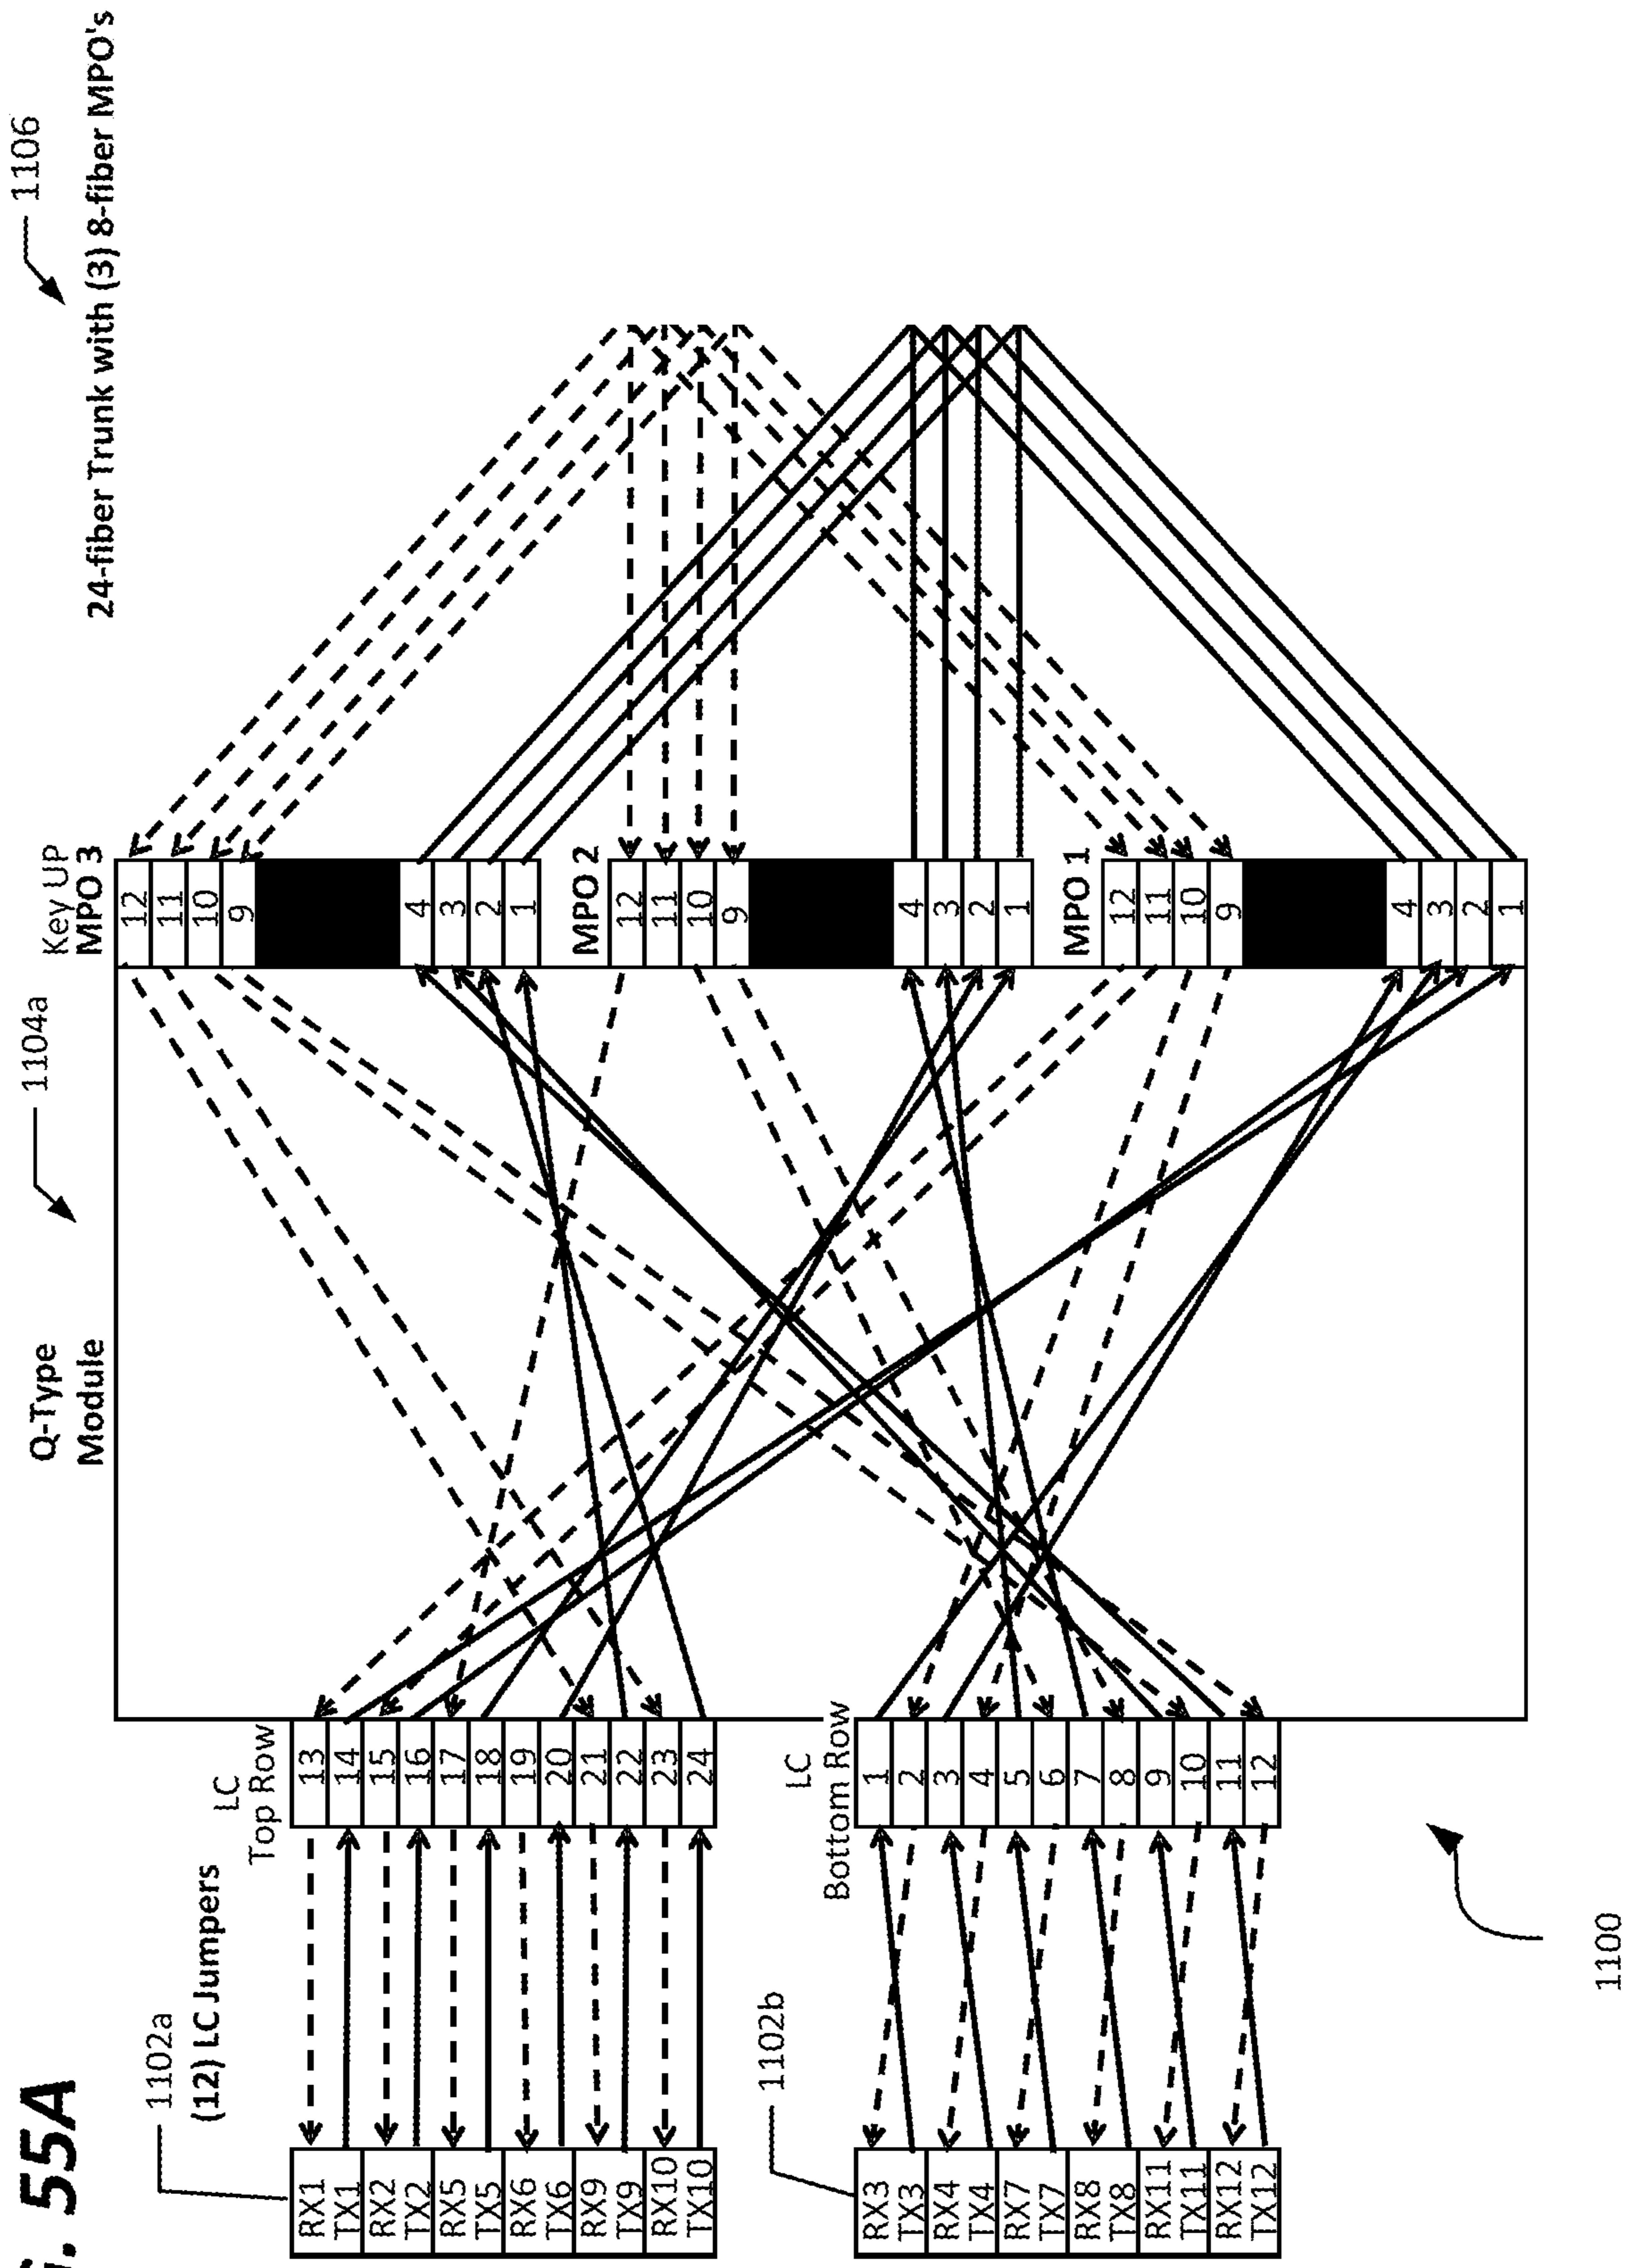 G. 55A
1102a
(12) LC Jumpers
1102b
RX1
TX1
RX2
TX2
RX5
TX5
RX6
TX6
RX9
TX9
RX10
TX10
RX3
TX3
RX4
TX4
RX7
TX7
RX8
TX8
RX11
TX11
RX12
TX12
LC
Top Row
13
14
15
16
17
18
19
20
21
22
23
24
LC
Bottom Row
1
2
3
4
5
6
7
8
9
10
11
12
Q-Type
Module
1104a
Key UP
MPO 3
12
11
10
9
4
3
2
1
MPO 2
12
11
10
9
4
3
2
1
MPO 1
12
11
10
9
4
3
2
1
1106
24-fiber Trunk with (3) 8-fiber MPO's
1100